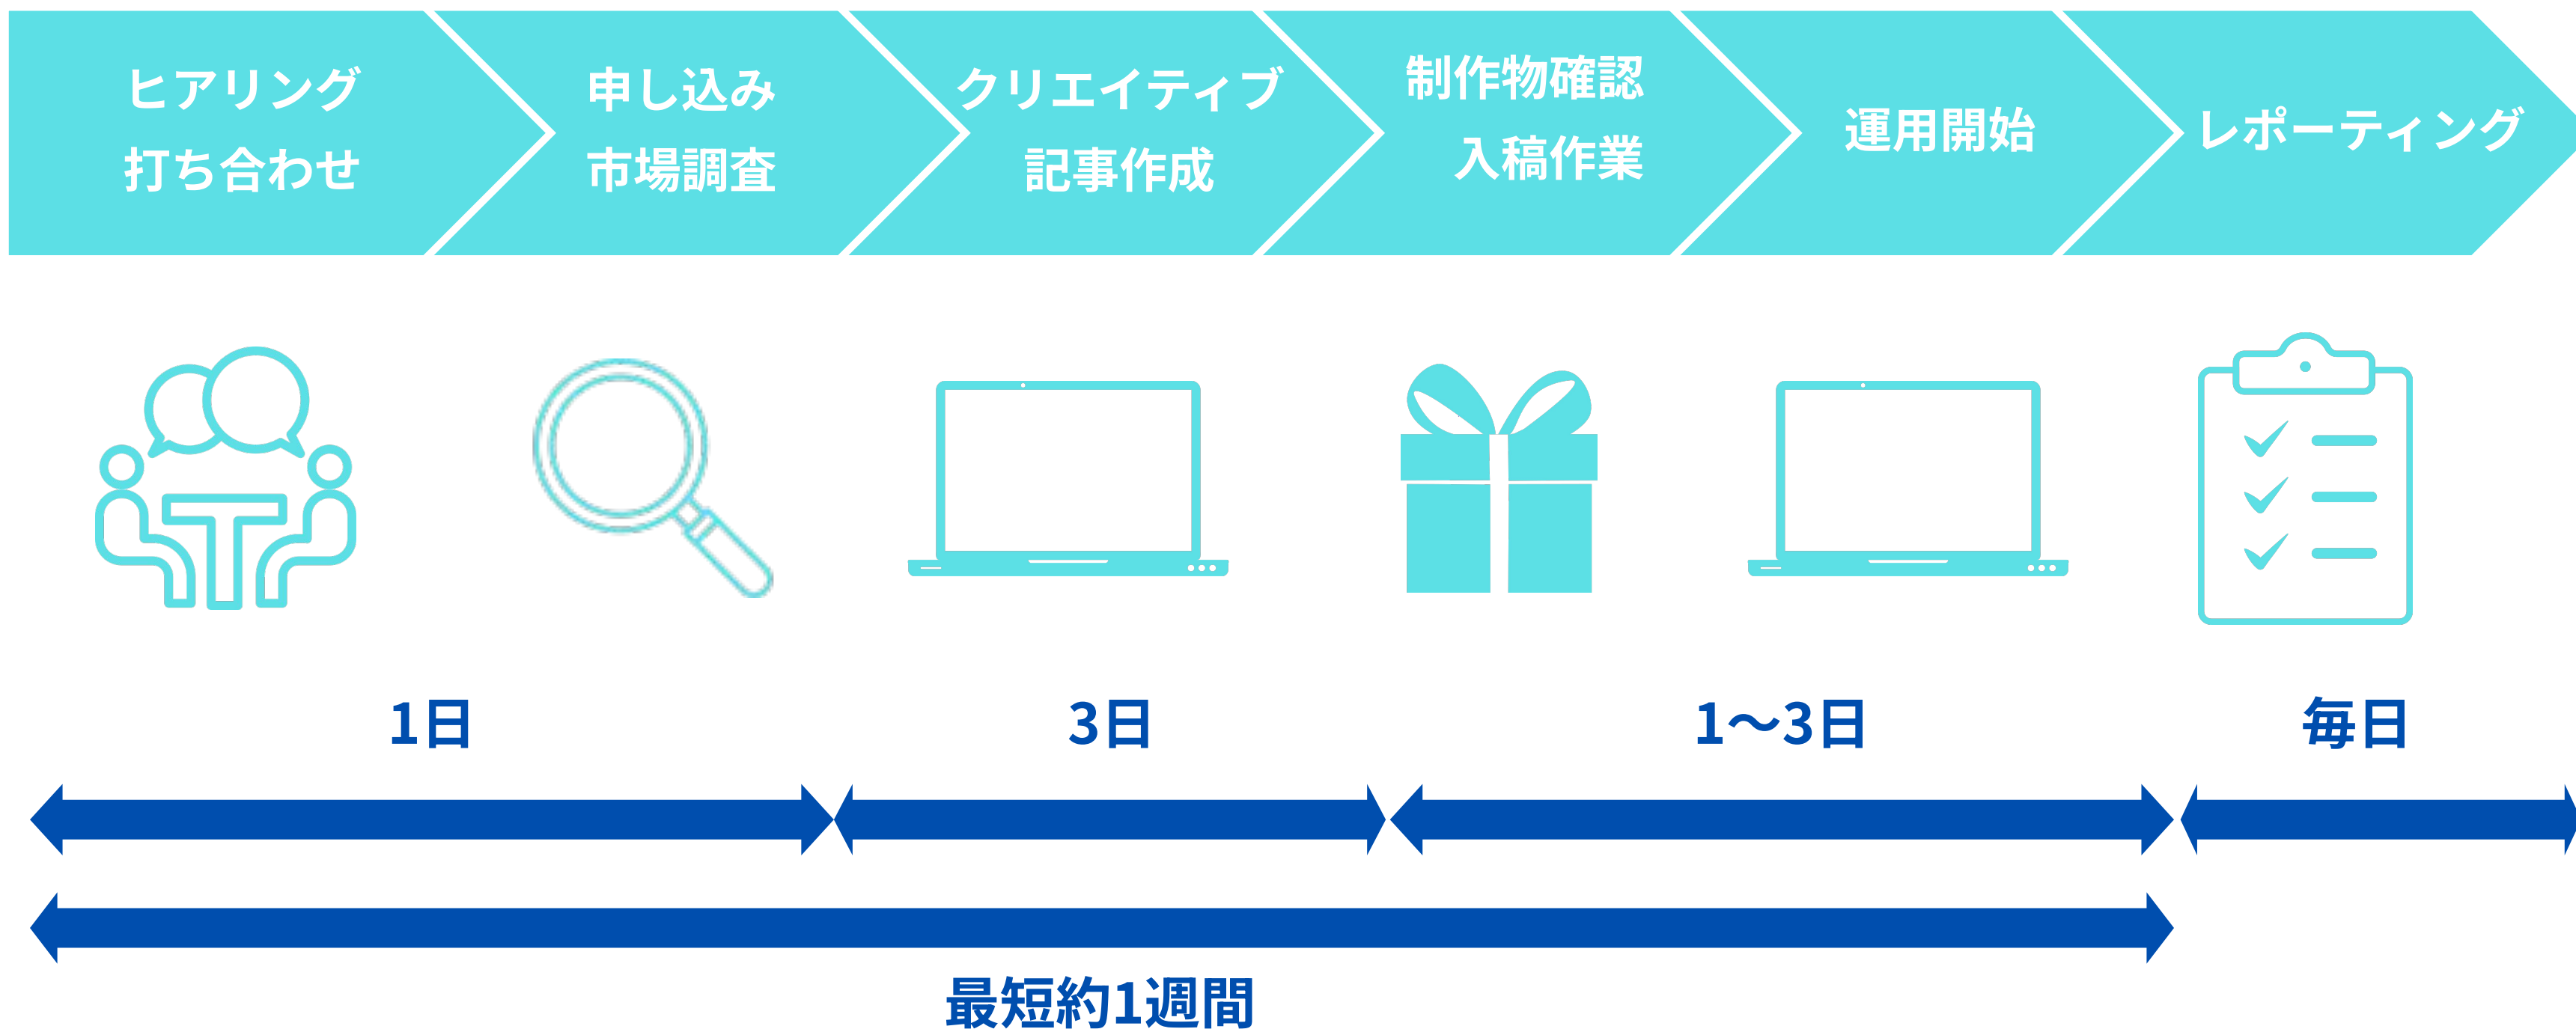 ヒアリング
打ち合わせ
申し込み
市場調査
クリエイティブ
記事作成
制作物確認
入稿作業
運用開始
レポーティング
1日
3日
1〜3日
毎日
最短約1週間